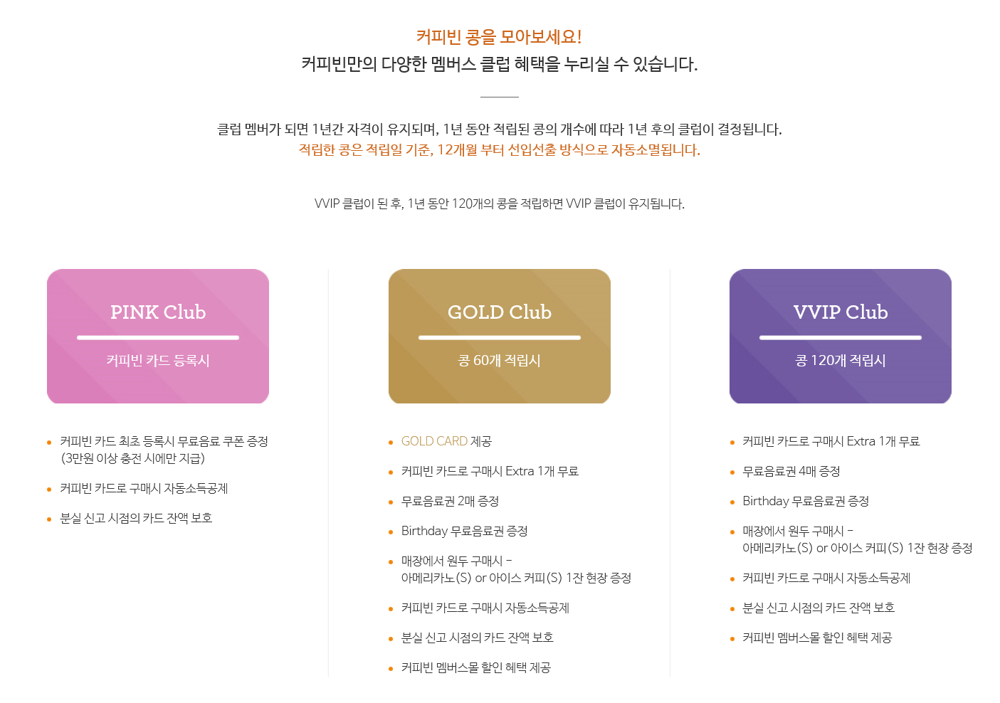 커피빈 콩을 모아보세요!
커피빈만의 다양한 멤버스 클럽 혜택을 누리실 수 있습니다.
클럽 멤버가 되면 1년간 자격이 유지되며, 1년 동안 적립된 콩의 개수에 따라 1년 후의 클럽이 결정됩니다.
적립한 콩은 적립일 기준, 12개월 부터 선입선출 방식으로 자동소멸됩니다.
VVIP 클럽이 된 후, 1년 동안 120개의 콩을 적립하면 VVIP 클럽이 유지됩니다.
PINK Club
커피빈 카드 등록시
커피빈 카드 최초 등록시 무료음료 쿠폰 증정
(3만원 이상 충전 시에만 지급)
커피빈 카드로 구매시 자동소득공제
분실 신고 시점의 카드 잔액 보호
GOLD Club
콩 60개 적립시
GOLD CARD 제공
커피빈 카드로 구매시 Extra 1개 무료
무료음료권 2매 증정
Birthday 무료음료권 증정
매장에서 원두 구매시 -
아메리카노(S) or 아이스 커피(S) 1잔 현장 증정
커피빈 카드로 구매시 자동소득공제
분실 신고 시점의 카드 잔액 보호
커피빈 멤버스몰 할인 혜택 제공
VVIP Club
콩 120개 적립시
커피빈 카드로 구매시 Extra 1개 무료
무료음료권 4매 증정
Birthday 무료음료권 증정
매장에서 원두 구매시 -
아메리카노(S) or 아이스 커피(S) 1잔 현장 증정
커피빈 카드로 구매시 자동소득공제
분실 신고 시점의 카드 잔액 보호
커피빈 멤버스몰 할인 혜택 제공